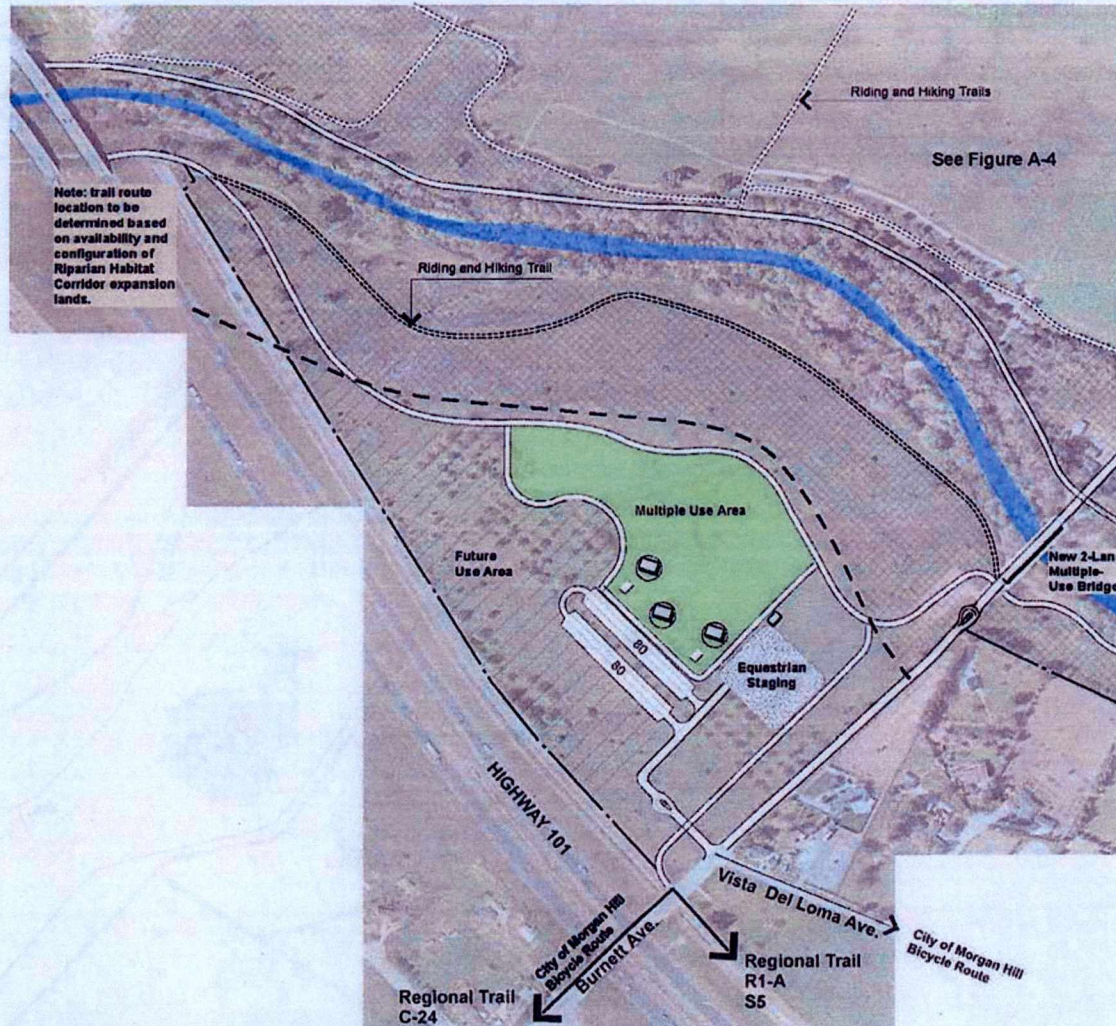 Riding and Hiking Trails
See Figure A-4
Note: trail route
location to be
determined based
on availability and
configuration of
Riparian Habitat
Corridor expansion
lands.
Riding and Hiking Trail
Multiple Use Area
Future
Use Area
New 2-Lan
Multiple-
Use Bridge
80
80
Equestrian
Staging
HIGHWAY 101
Vista Del Loma Ave.
City of Morgan Hill
Bicycle Route
Burnett Ave.
City of Morgan Hill
Bicycle Route
Regional Trail
R1-A
S5
Regional Trail
C-24